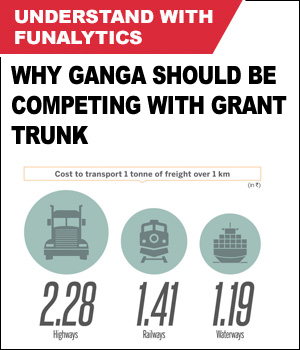 UNDERSTAND WITH
FUNALYTICS
WHY GANGA SHOULD BE
COMPETING WITH GRANT
TRUNK
Cost to transport 1 tonne of freight over 1 km
(in ₹)
2.28 1.41 1.19
Highways Railways Waterways